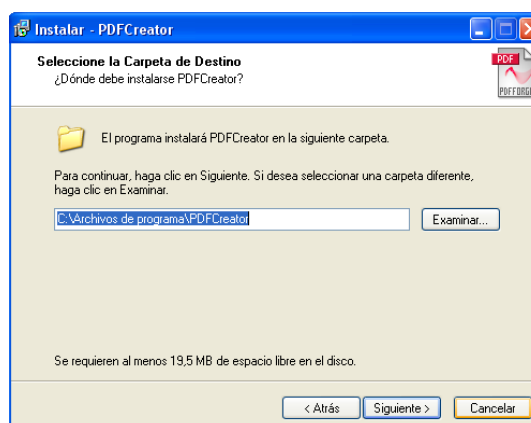 Instalar - PDFCreator
Seleccione la Carpeta de Destino
¿Dónde debe instalarse PDFCreator?
PDF
PDFFORGE
El programa instalará PDFCreator en la siguiente carpeta.
Para continuar, haga clic en Siguiente. Si desea seleccionar una carpeta diferente,
haga clic en Examinar.
C:\Archivos de programa\PDFCreator
Examinar...
Se requieren al menos 19,5 MB de espacio libre en el disco.
< Atrás
Siguiente >
Cancelar